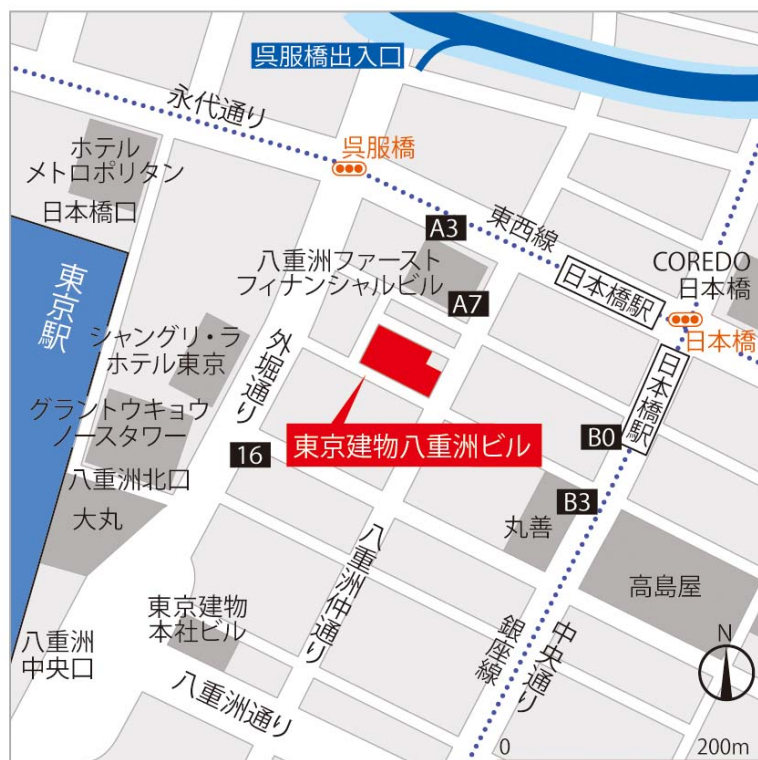 呉服橋出入口
永代通り
ホテル
メトロポリタン
呉服橋
日本橋口
東西線
A3
八重洲ファースト
フィナンシャルビル
COREDO
日本橋
東京駅
日本橋駅
A7
日本橋
シャングリ・ラ
ホテル東京
外堀通り
日本橋駅
グラントウキョウ
ノースタワー
16
東京建物八重洲ビル
B0
八重洲北口
大丸
B3
丸善
八重洲仲通り
高島屋
東京建物
本社ビル
八重洲
中央口
銀座線
中央通り
N
八重洲通り
0
200m